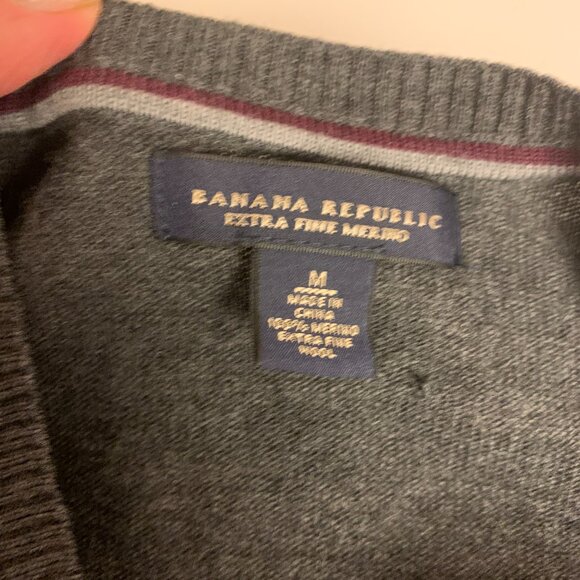 BANANA REPUBLIC
EXTRA FINE MERINO
M
MADE IN
CHINA
100% MERINO
EXTRA FINE
WOOL